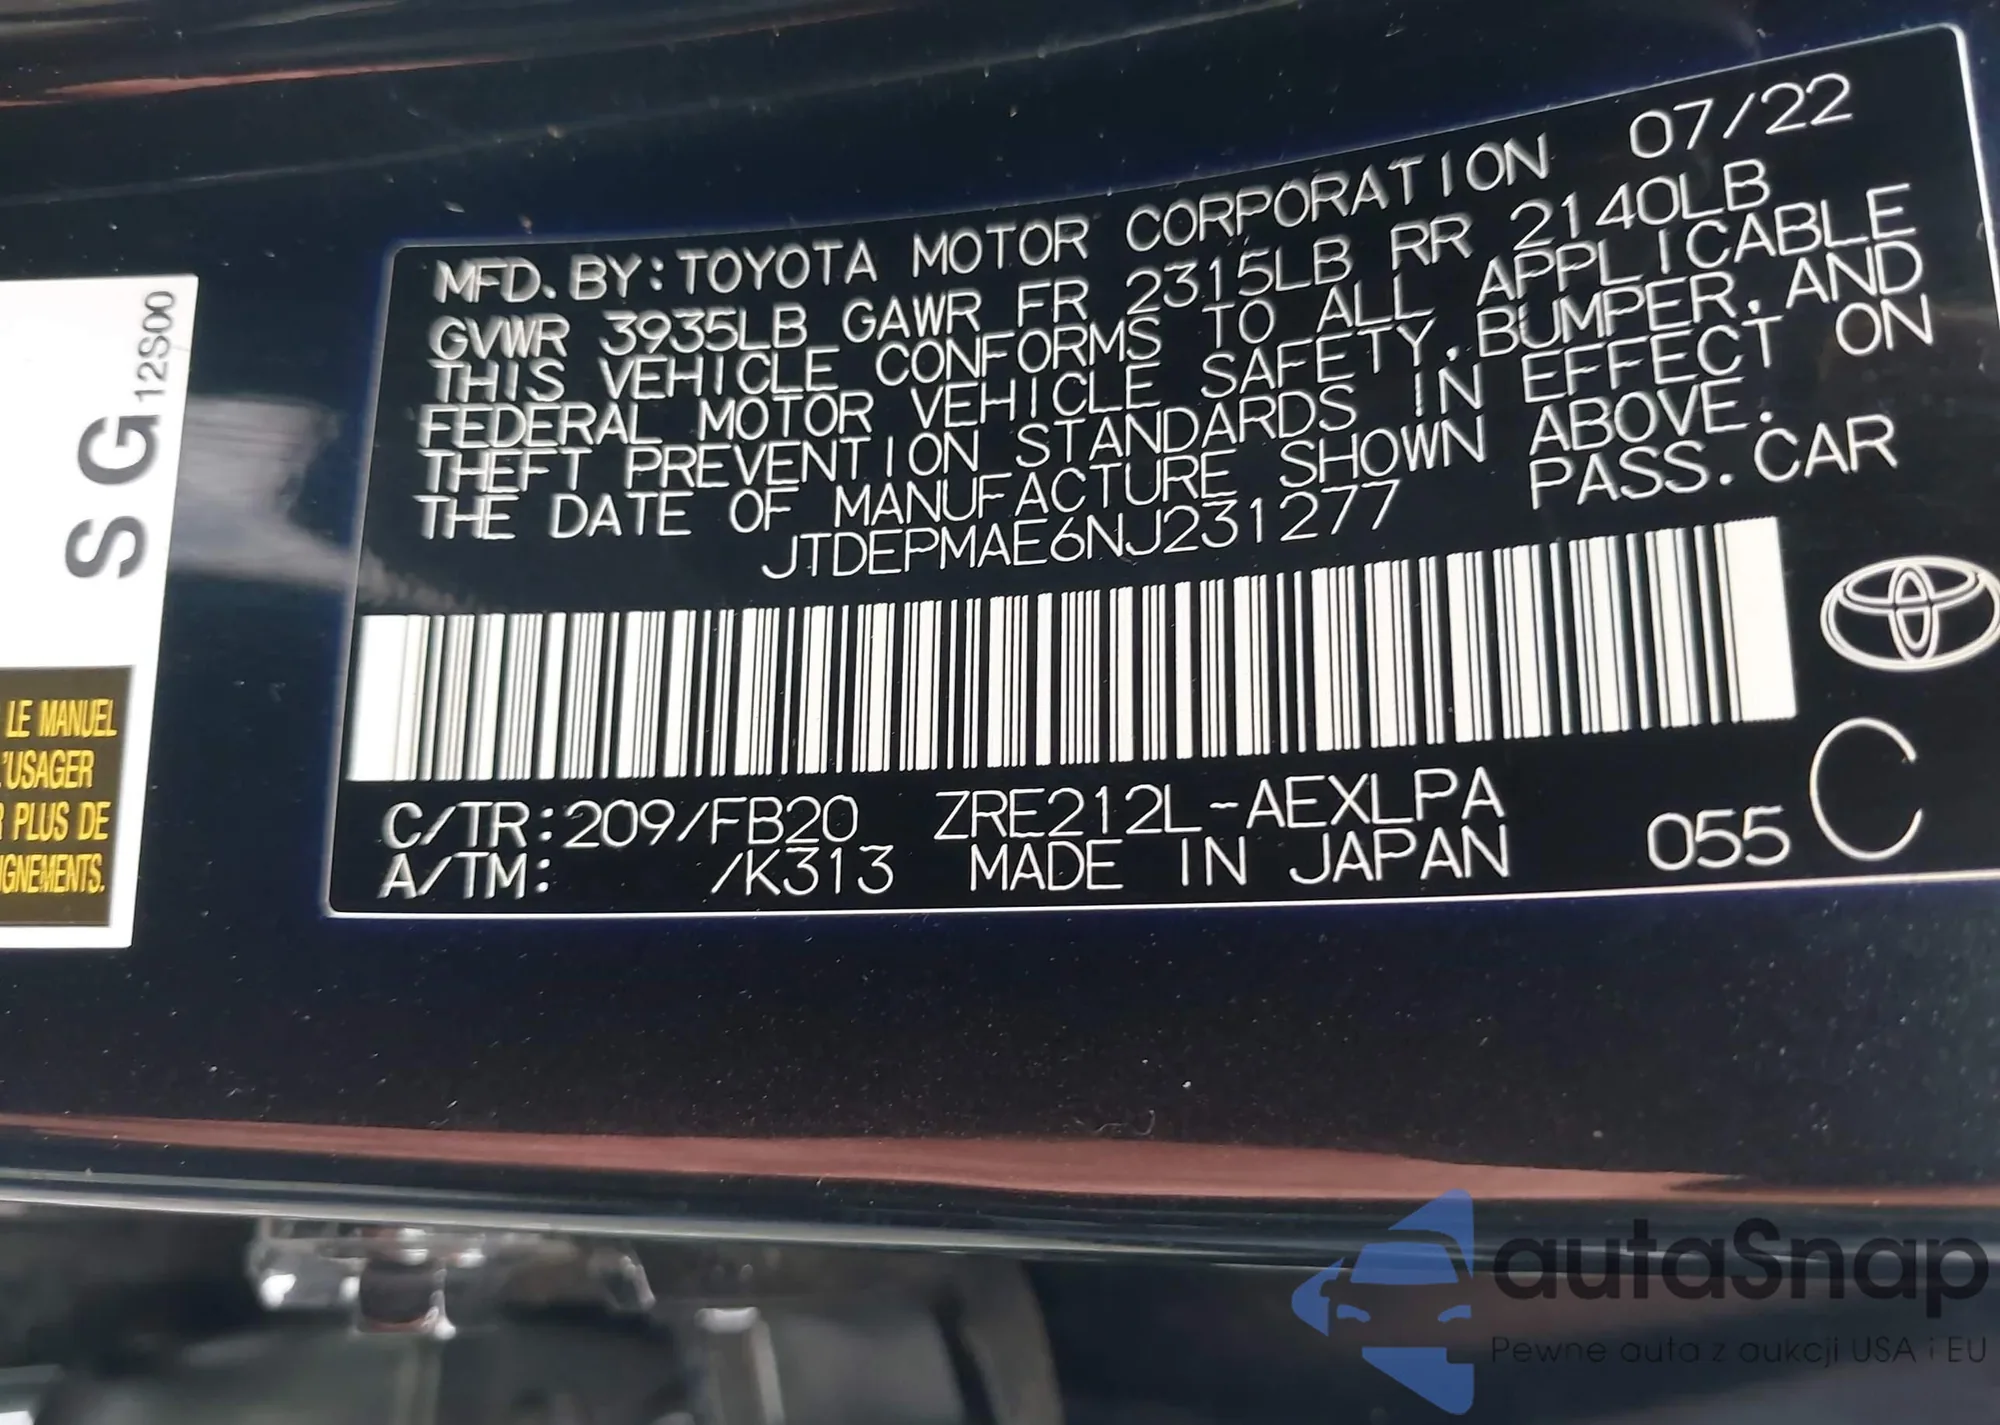 MFD. BY: TOYOTA MOTOR CORPORATION 07/22
GVWR 3935LB GAWR FR 2315LB RR 2140LB
THIS VEHICLE CONFORMS TO ALL APPLICABLE
FEDERAL MOTOR VEHICLE SAFETY, BUMPER, AND
THEFT PREVENTION STANDARDS IN EFFECT ON
THE DATE OF MANUFACTURE SHOWN ABOVE.
JTDEPMAE6NJ231277 PASS. CAR
C/TR: 209/FB20 ZRE212L-AEXLPA
A/TM: /K313 MADE IN JAPAN 055 C
S G 12S00
LE MANUEL
L'USAGER
R PLUS DE
IGNEMENTS.
autaSnap
Pewne auta z aukcji USA i EU